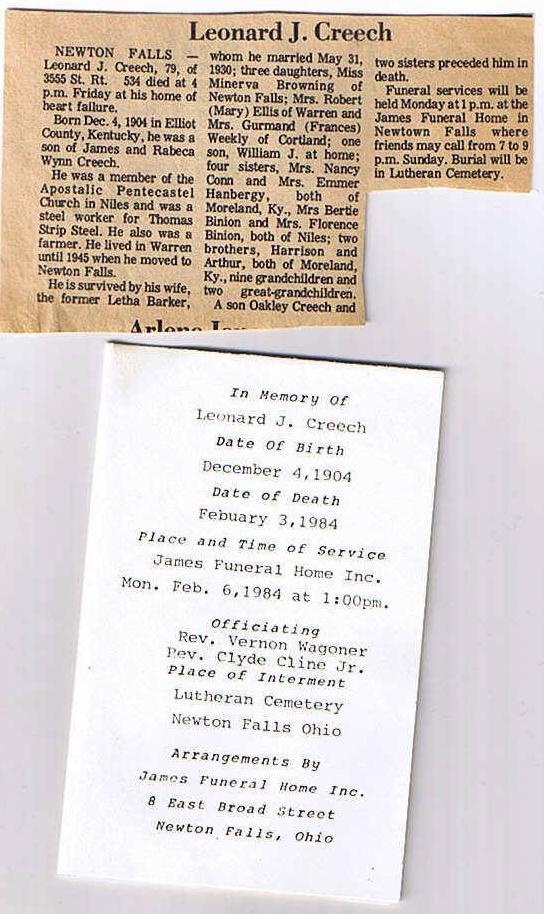 Leonard J. Creech
NEWTON FALLS —
Leonard J. Creech, 79, of
3555 St. Rt. 534 died at 4
p.m. Friday at his home of
heart failure.
Born Dec. 4, 1904 in Elliot
County, Kentucky, he was a
son of James and Rabeca
Wynn Creech.
He was a member of the
Apostalic Pentecastel
Church in Niles and was a
steel worker for Thomas
Strip Steel. He also was a
farmer. He lived in Warren
until 1945 when he moved to
Newton Falls.
He is survived by his wife,
the former Letha Barker,
whom he married May 31,
1930; three daughters, Miss
Minerva Browning of
Newton Falls; Mrs. Robert
(Mary) Ellis of Warren and
Mrs. Gurmand (Frances)
Weekly of Cortland; one
son, William J. at home;
four sisters, Mrs. Nancy
Conn and Mrs. Emmer
Hanbergy, both of
Moreland, Ky., Mrs Bertie
Binion and Mrs. Florence
Binion, both of Niles; two
brothers, Harrison and
Arthur, both of Moreland,
Ky., nine grandchildren and
two great-grandchildren.
A son Oakley Creech and
two sisters preceded him in
death.
Funeral services will be
held Monday at 1 p.m. at the
James Funeral Home in
Newtown Falls where
friends may call from 7 to 9
p.m. Sunday. Burial will be
in Lutheran Cemetery.
Arlene
In Memory Of
Leonard J. Creech
Date Of Birth
December 4,1904
Date of Death
Febuary 3,1984
Place and Time of Service
James Funeral Home Inc.
Mon. Feb. 6,1984 at 1:00pm.
Officiating
Rev. Vernon Wagoner
Rev. Clyde Cline Jr.
Place of Interment
Lutheran Cemetery
Newton Falls Ohio
Arrangements By
James Funeral Home Inc.
8 East Broad Street
Newton Falls, Ohio